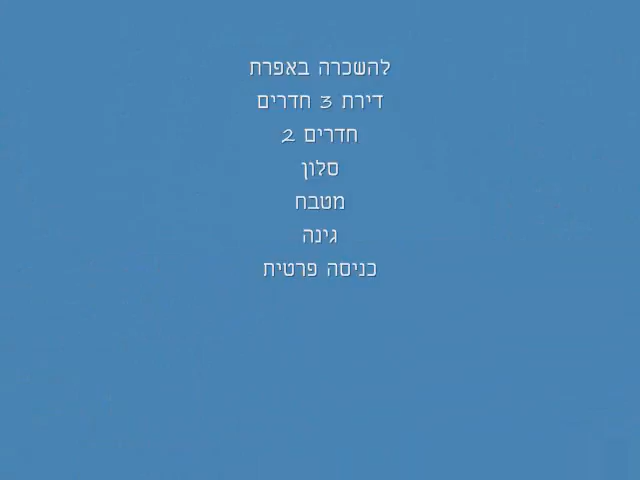 להשכרה באפרת
דירת 3 חדרים
חדרים 2
סלון
מטבח
גינה
כניסה פרטית